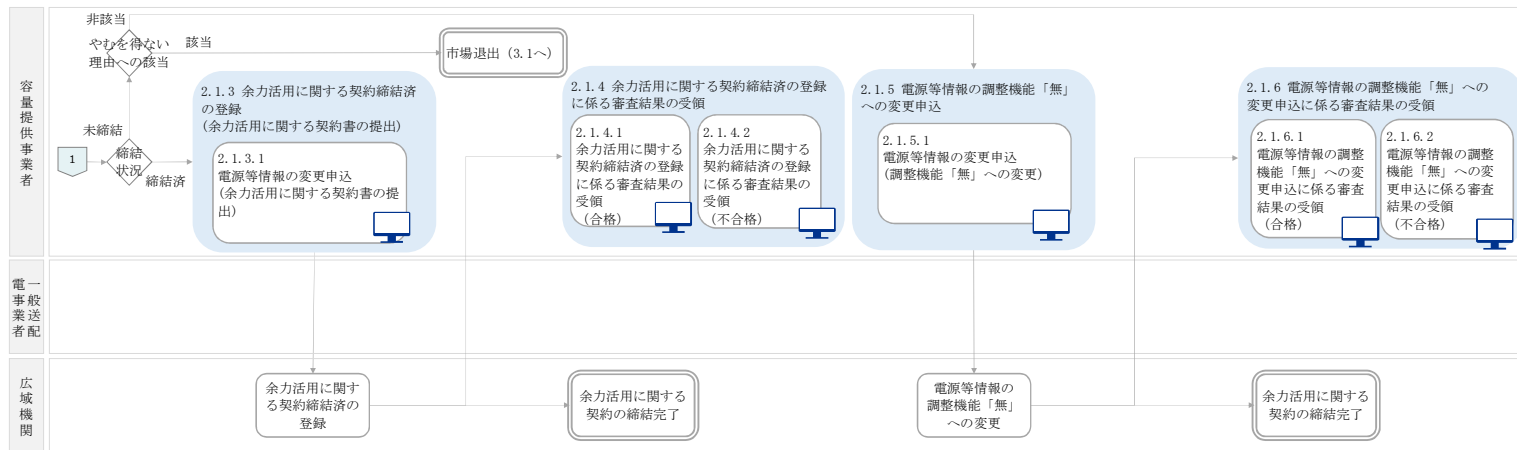 容量提供事業者
非該当
やむを得ない
理由への該当
該当
市場退出（3.1へ）
未締結
1
締結
状況
締結済
2.1.3 余力活用に関する契約締結済
の登録
(余力活用に関する契約書の提出)
2.1.3.1
電源等情報の変更申込
(余力活用に関する契約書の提
出)
2.1.4 余力活用に関する契約締結済の登録
に係る審査結果の受領
2.1.4.1
余力活用に関する
契約締結済の登録
に係る審査結果の
受領
（合格）
2.1.4.2
余力活用に関する
契約締結済の登録
に係る審査結果の
受領
（不合格）
2.1.5 電源等情報の調整機能「無」
への変更申込
2.1.5.1
電源等情報の変更申込
(調整機能「無」への変更)
2.1.6 電源等情報の調整機能「無」への
変更申込に係る審査結果の受領
2.1.6.1
電源等情報の調整
機能「無」への変
更申込に係る審査
結果の受領
（合格）
2.1.6.2
電源等情報の調整
機能「無」への変
更申込に係る審査
結果の受領
（不合格）
一般送配
電事業者
広域機関
余力活用に関す
る契約締結済の
登録
余力活用に関する
契約の締結完了
電源等情報の
調整機能「無」
への変更
余力活用に関する
契約の締結完了